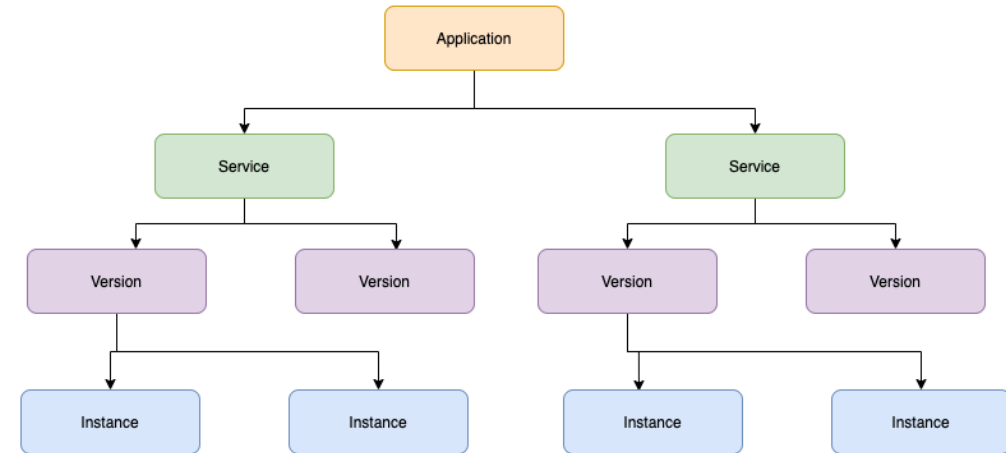 Application
Service
Service
Version
Version
Version
Version
Instance
Instance
Instance
Instance